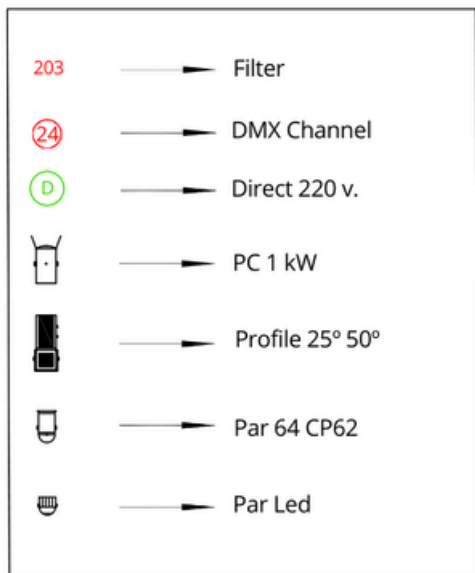 203 Filter
24 DMX Channel
D Direct 220 v.
PC 1 kW
Profile 25º 50º
Par 64 CP62
Par Led